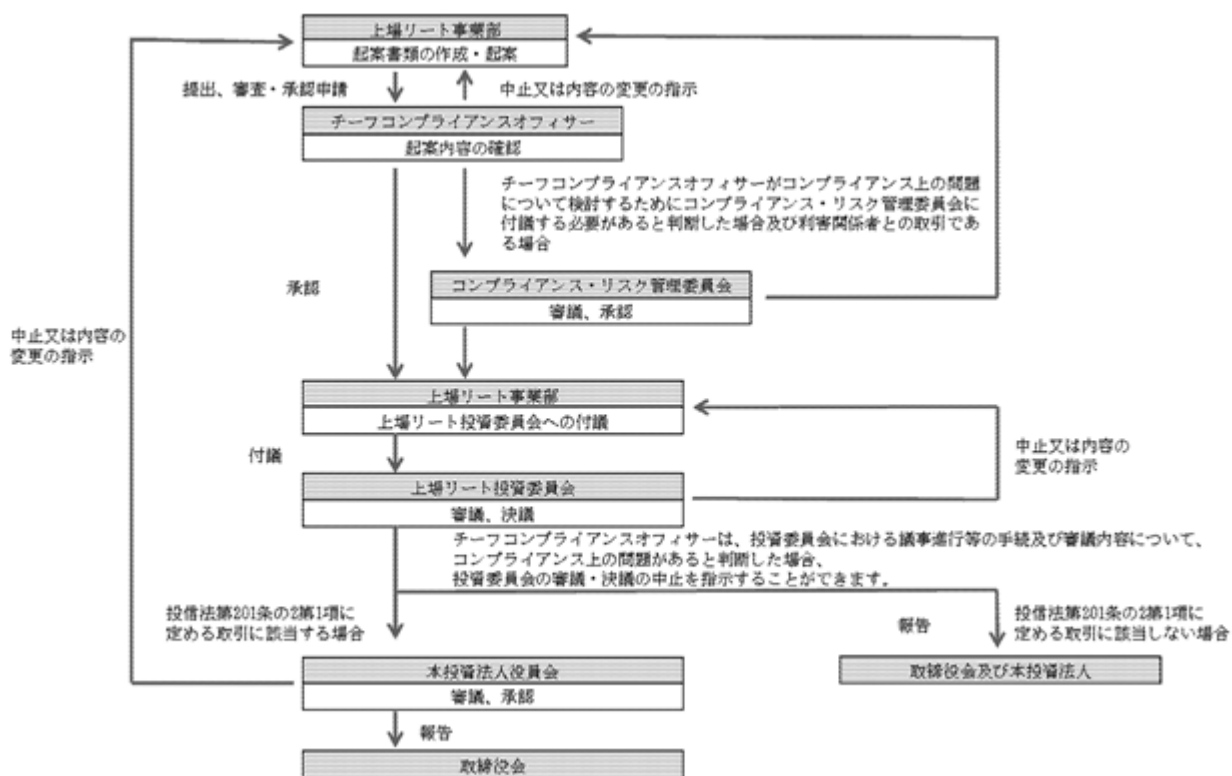 上場リート事業部
起案書類の作成・起案
提出、審査・承認申請
中止又は内容の変更の指示
チーフコンプライアンスオフィサー
起案内容の確認
チーフコンプライアンスオフィサーがコンプライアンス上の問題
について検討するためにコンプライアンス・リスク管理委員会に
付議する必要があると判断した場合及び利害関係者との取引であ
る場合
承認
コンプライアンス・リスク管理委員会
審議、承認
中止又は内容の
変更の指示
上場リート事業部
上場リート投資委員会への付議
付議
中止又は内容の
変更の指示
上場リート投資委員会
審議、決議
チーフコンプライアンスオフィサーは、投資委員会における議事進行等の手続及び審議内容について、
コンプライアンス上の問題があると判断した場合、
投資委員会の審議・決議の中止を指示することができます。
投信法第201条の2第1項に
定める取引に該当する場合
報告
投信法第201条の2第1項に
定める取引に該当しない場合
本投資法人役員会
審議、承認
取締役会及び本投資法人
報告
取締役会